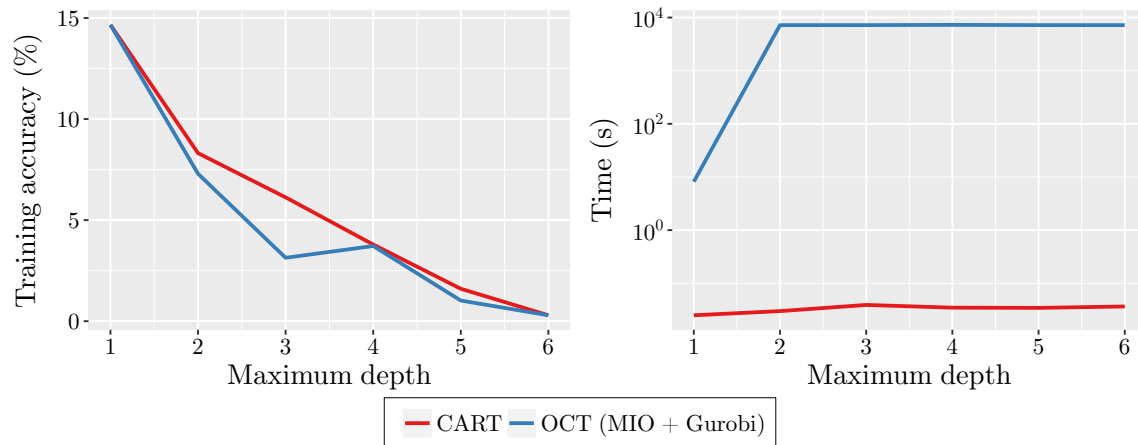 Training accuracy (%)
15
10
5
0
1 2 3 4 5 6
Maximum depth
Time (s)
10^4
10^2
10^0
1 2 3 4 5 6
Maximum depth
CART OCT (MIO + Gurobi)